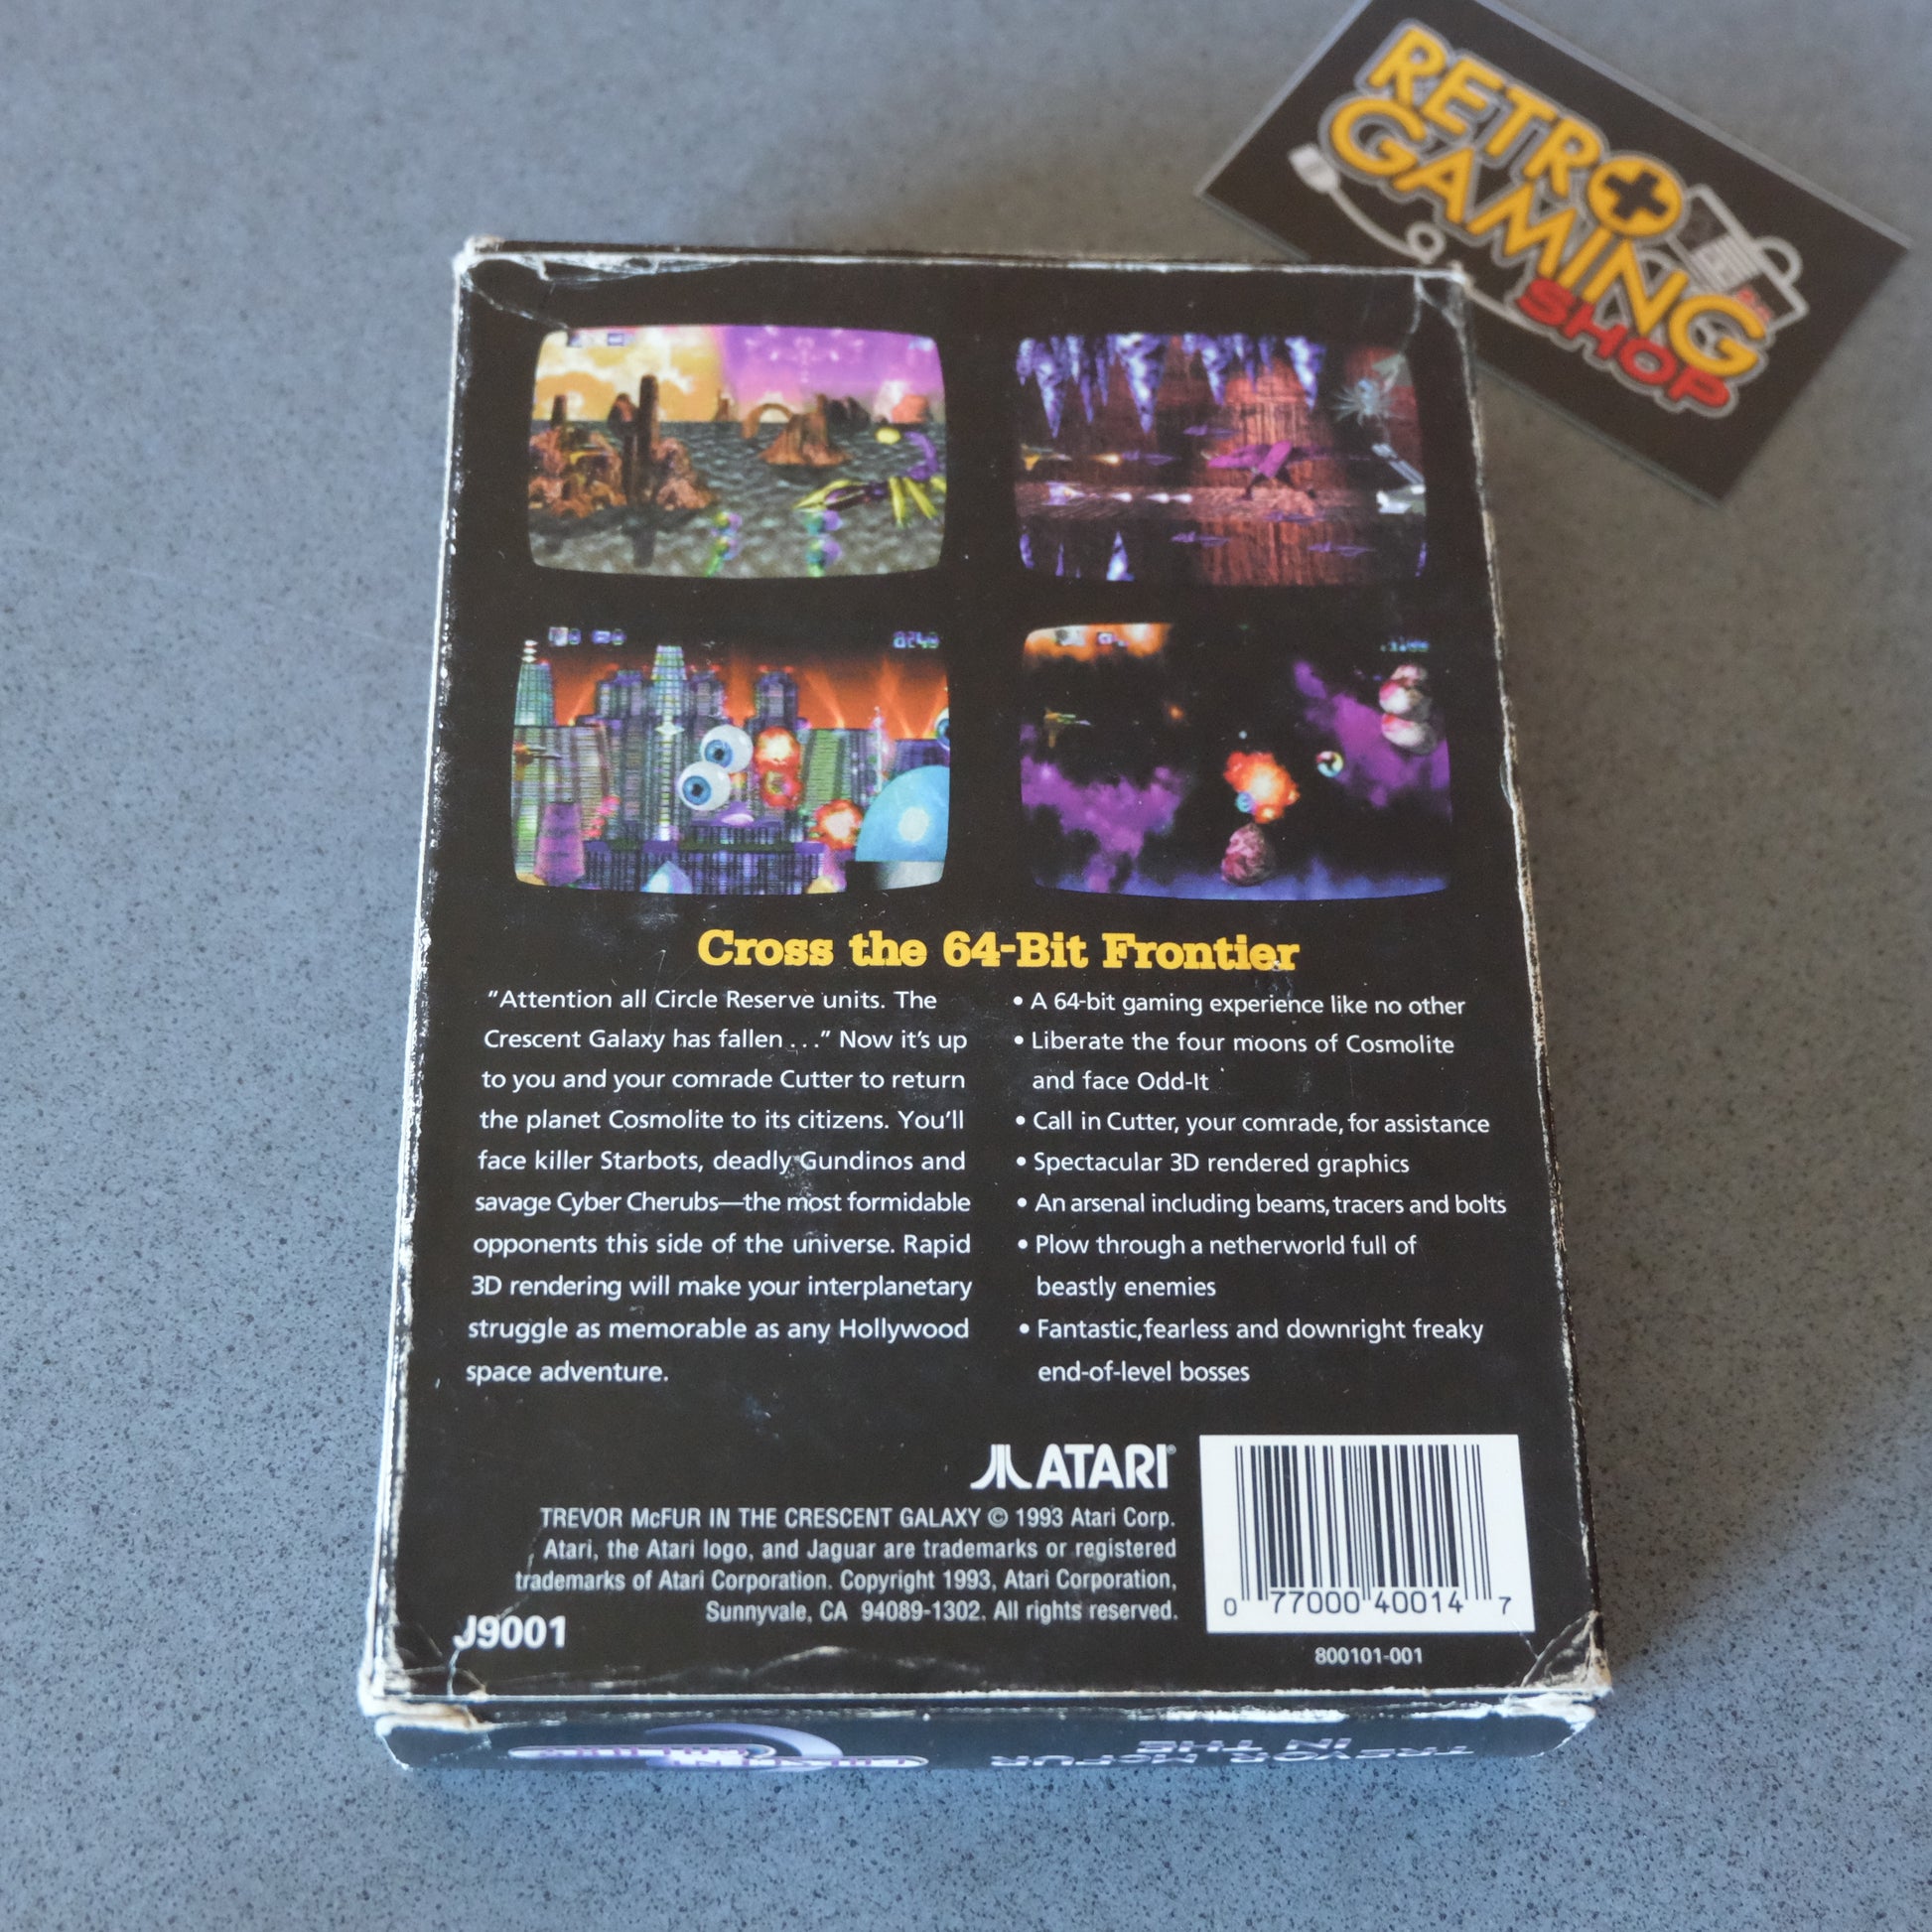 RETRO
GAMING
SHOP
Cross the 64-Bit Frontier
"Attention all Circle Reserve units. The
Crescent Galaxy has fallen . . ." Now it's up
to you and your comrade Cutter to return
the planet Cosmolite to its citizens. You'll
face killer Starbots, deadly Gundinos and
savage Cyber Cherubs—the most formidable
opponents this side of the universe. Rapid
3D rendering will make your interplanetary
struggle as memorable as any Hollywood
space adventure.
• A 64-bit gaming experience like no other
• Liberate the four moons of Cosmolite
and face Odd-It
• Call in Cutter, your comrade, for assistance
• Spectacular 3D rendered graphics
• An arsenal including beams, tracers and bolts
• Plow through a netherworld full of
beastly enemies
• Fantastic, fearless and downright freaky
end-of-level bosses
ATARI®
TREVOR McFUR IN THE CRESCENT GALAXY © 1993 Atari Corp.
Atari, the Atari logo, and Jaguar are trademarks or registered
trademarks of Atari Corporation. Copyright 1993, Atari Corporation,
Sunnyvale, CA 94089-1302. All rights reserved.
J9001
0 77000 40014 7
800101-001
TREVOR McFUR
IN THE